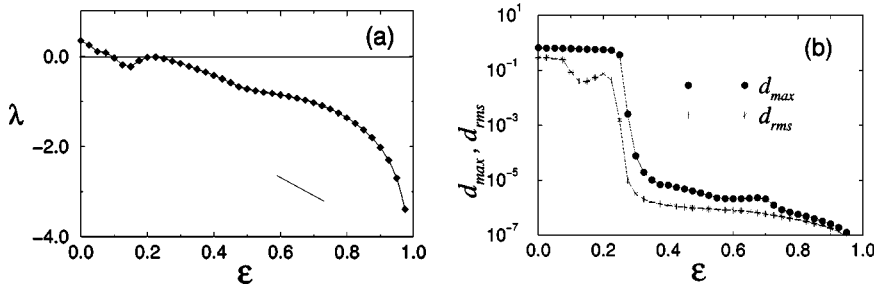 (a)
0.0
λ
-2.0
-4.0
0.0 0.2 0.4 0.6 0.8 1.0
ε
(b)
10^1
10^-1
10^-3
10^-5
10^-7
d_max, d_rms
d_max
d_rms
0.0 0.2 0.4 0.6 0.8 1.0
ε